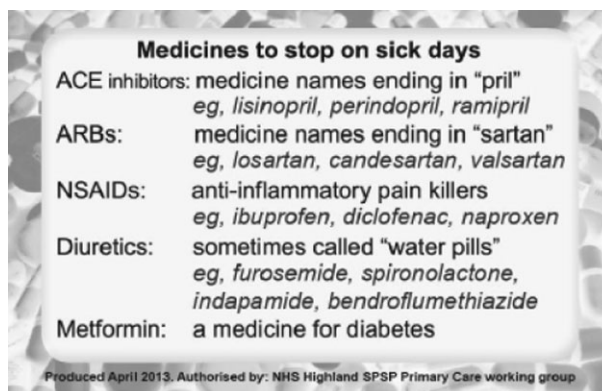 Medicines to stop on sick days
ACE inhibitors: medicine names ending in "pril"
eg, lisinopril, perindopril, ramipril
ARBs: medicine names ending in "sartan"
eg, losartan, candesartan, valsartan
NSAIDs: anti-inflammatory pain killers
eg, ibuprofen, diclofenac, naproxen
Diuretics: sometimes called "water pills"
eg, furosemide, spironolactone,
indapamide, bendroflumethiazide
Metformin: a medicine for diabetes
Produced April 2013. Authorised by: NHS Highland SPSP Primary Care working group